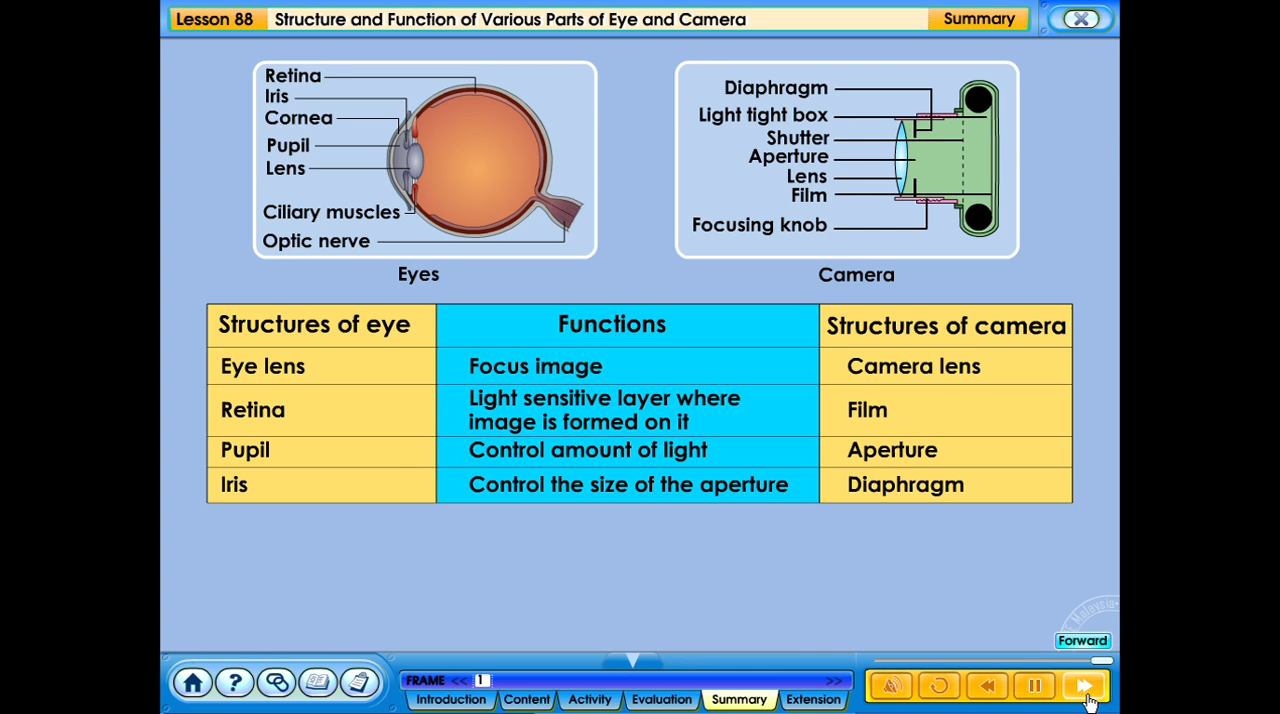 Lesson 88
Structure and Function of Various Parts of Eye and Camera
Summary
Retina
Iris
Cornea
Pupil
Lens
Ciliary muscles
Optic nerve
Eyes
Diaphragm
Light tight box
Shutter
Aperture
Lens
Film
Focusing knob
Camera
Structures of eye
Functions
Structures of camera
Eye lens
Focus image
Camera lens
Retina
Light sensitive layer where
image is formed on it
Film
Pupil
Control amount of light
Aperture
Iris
Control the size of the aperture
Diaphragm
Malaysia
Forward
?
FRAME << 1 >>
Introduction
Content
Activity
Evaluation
Summary
Extension